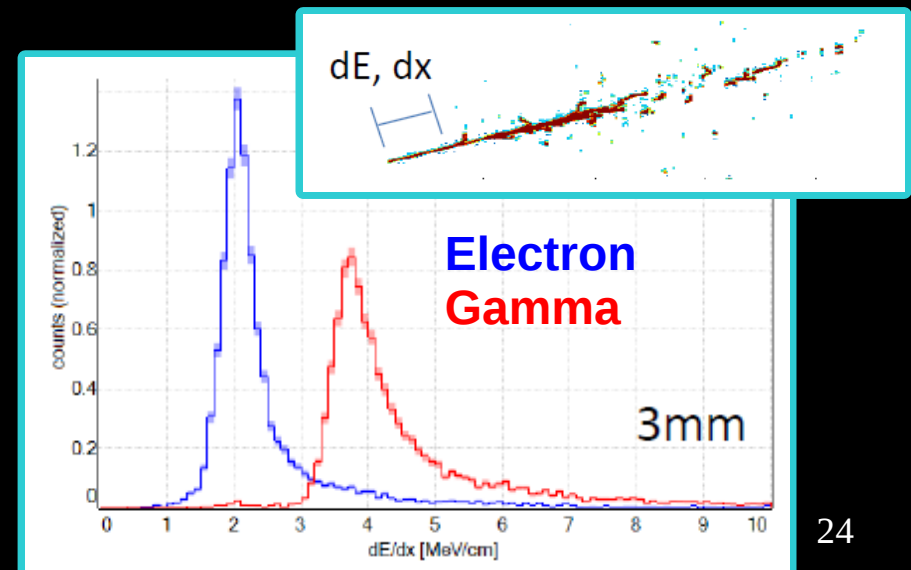 dE, dx
1.2
1
0.8
0.6
0.4
0.2
0
counts (normalized)
Electron
Gamma
3mm
0 1 2 3 4 5 6 7 8 9 10
dE/dx [MeV/cm]
24